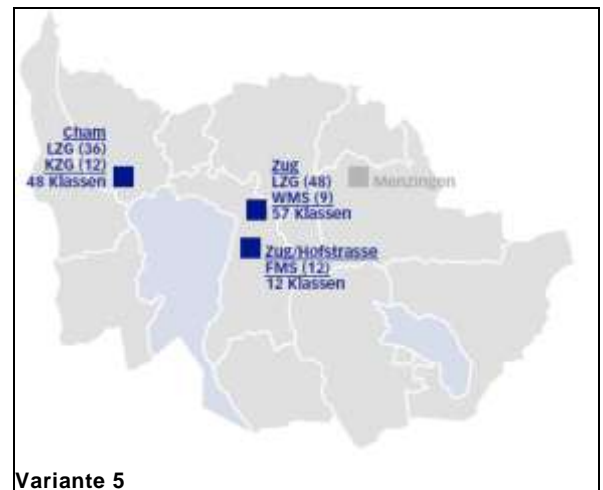 Cham
LZG (36)
KZG (12)
48 Klassen
Zug
LZG (48)
WMS (9)
57 Klassen
Menzingen
Zug/Hofstrasse
FMS (12)
12 Klassen
Variante 5